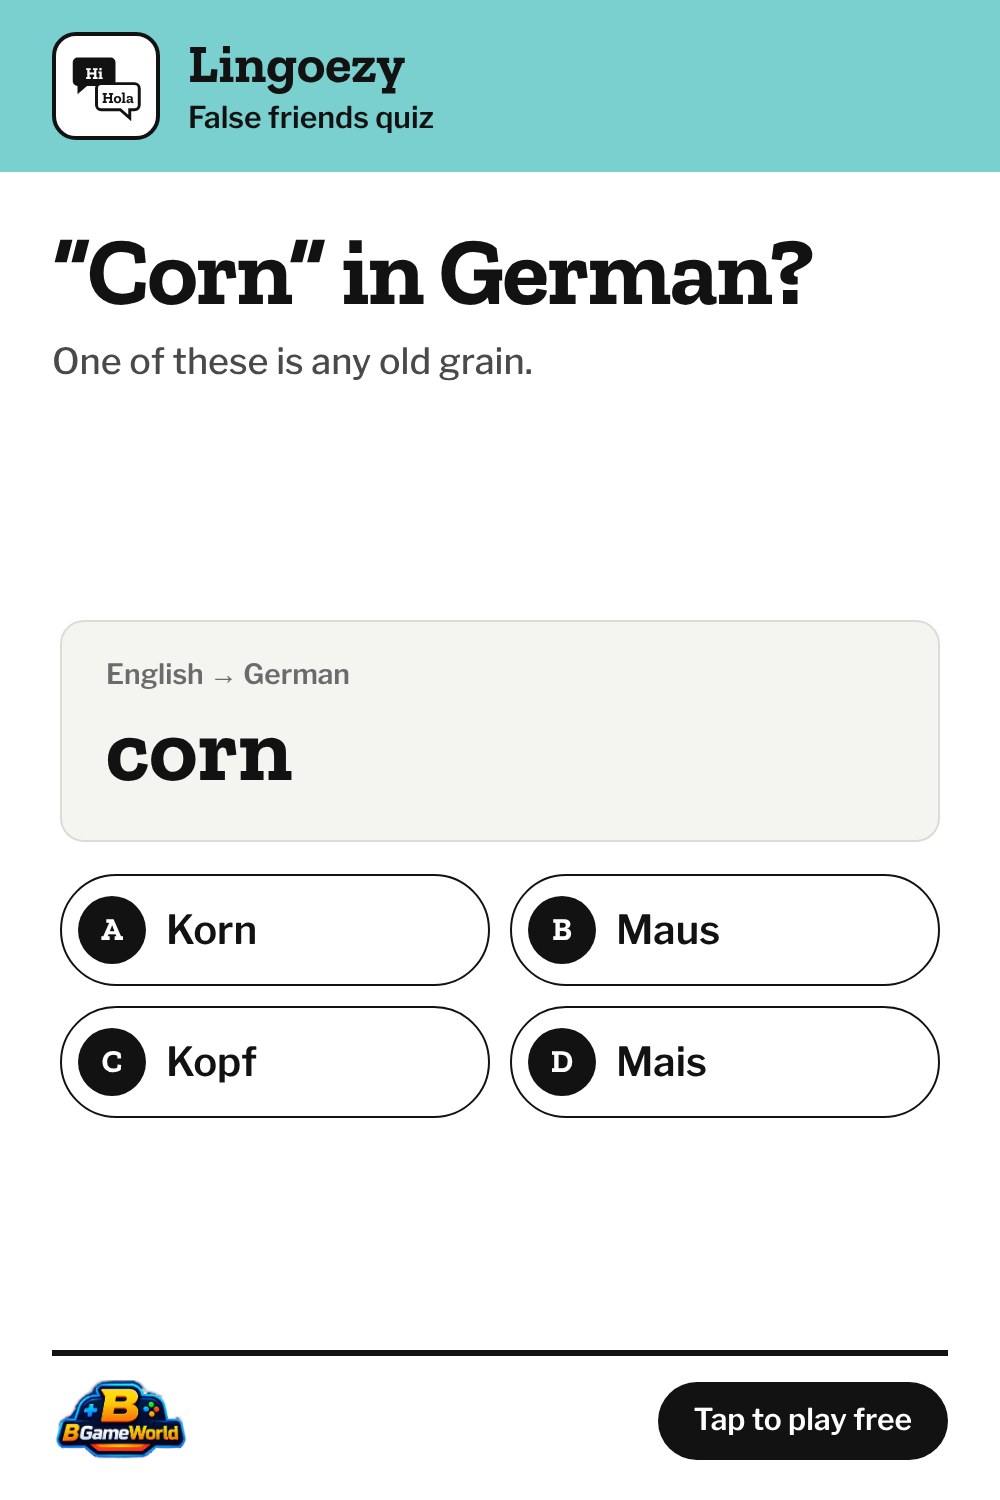 Hi
Hola
Lingoezy
False friends quiz
"Corn" in German?
One of these is any old grain.
English → German
corn
A Korn
B Maus
C Kopf
D Mais
B
BGameWorld
Tap to play free